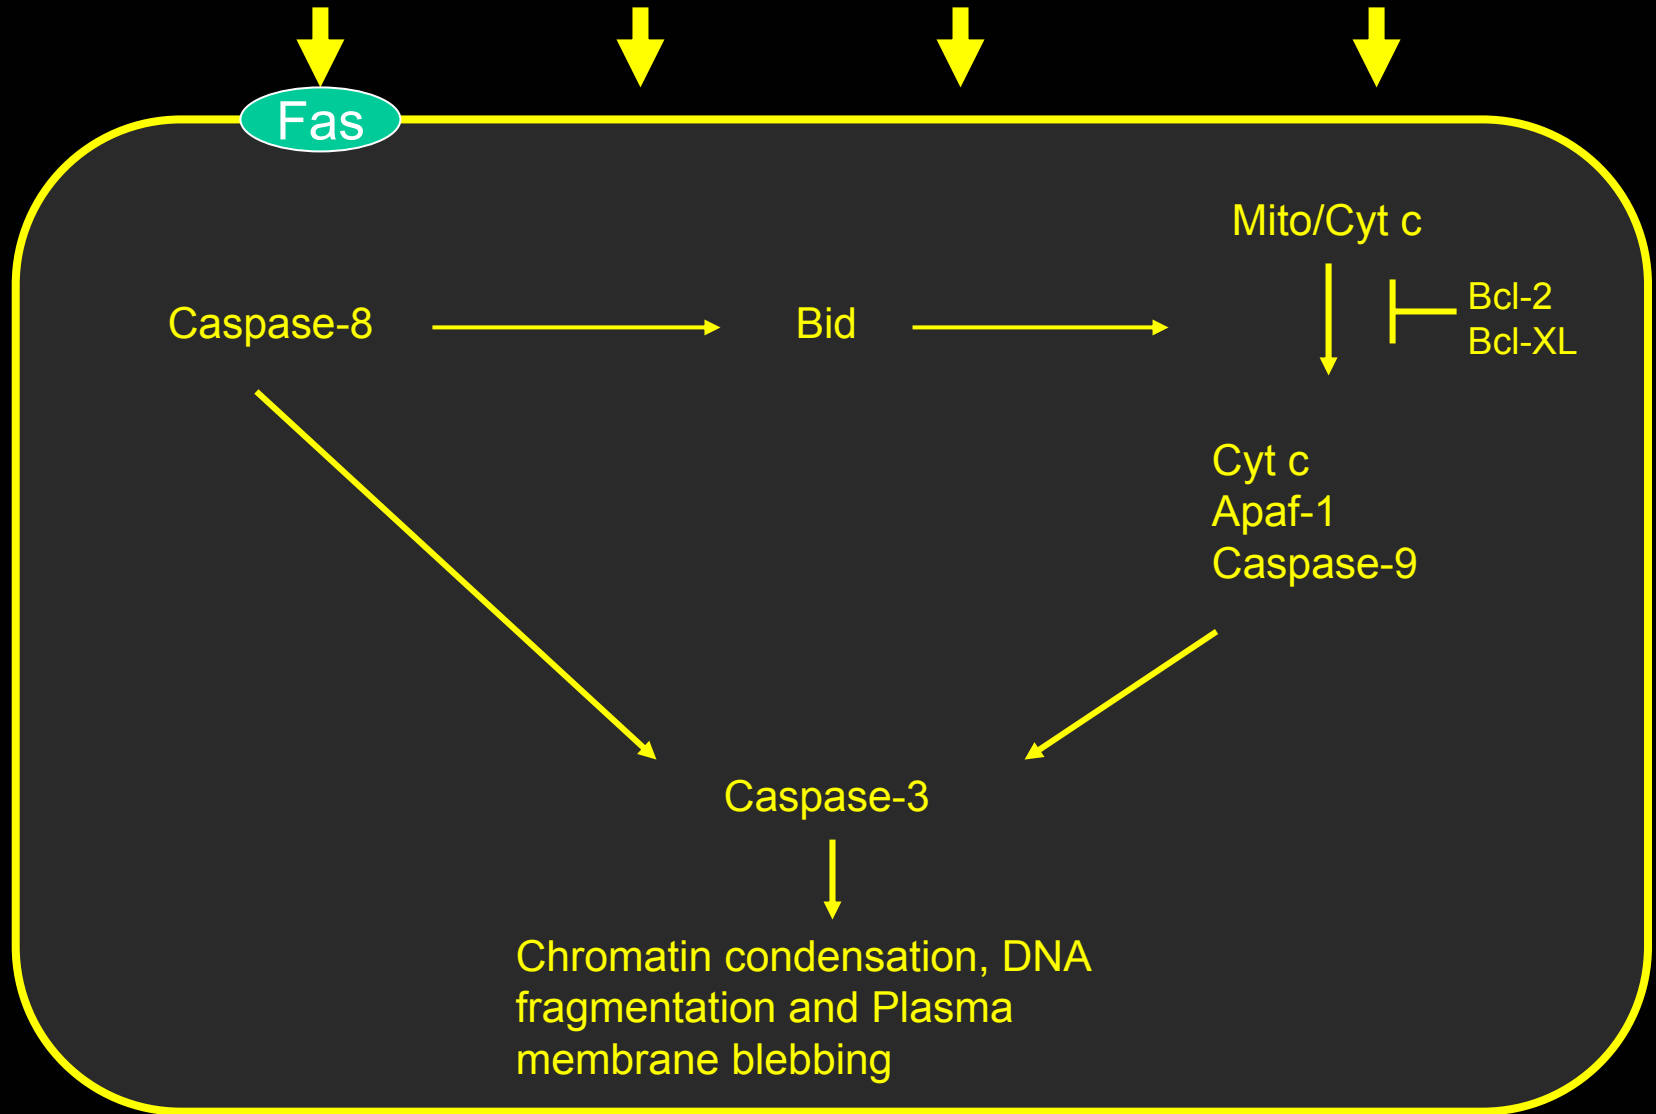 Fas
Mito/Cyt c
Caspase-8
Bid
Bcl-2
Bcl-XL
Cyt c
Apaf-1
Caspase-9
Caspase-3
Chromatin condensation, DNA
fragmentation and Plasma
membrane blebbing